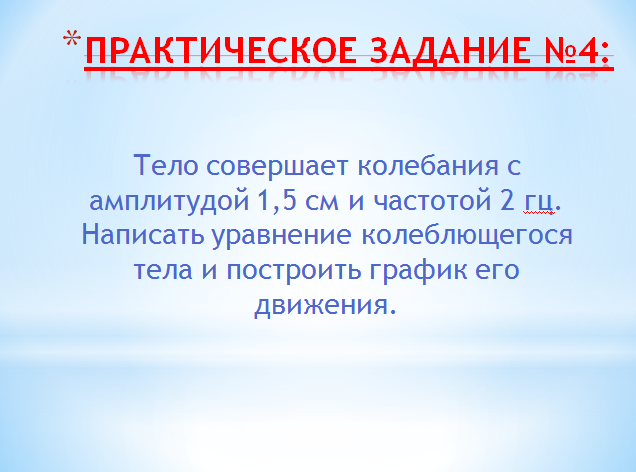 * ПРАКТИЧЕСКОЕ ЗАДАНИЕ №4:
Тело совершает колебания с
амплитудой 1,5 см и частотой 2 гц.
Написать уравнение колеблющегося
тела и построить график его
движения.